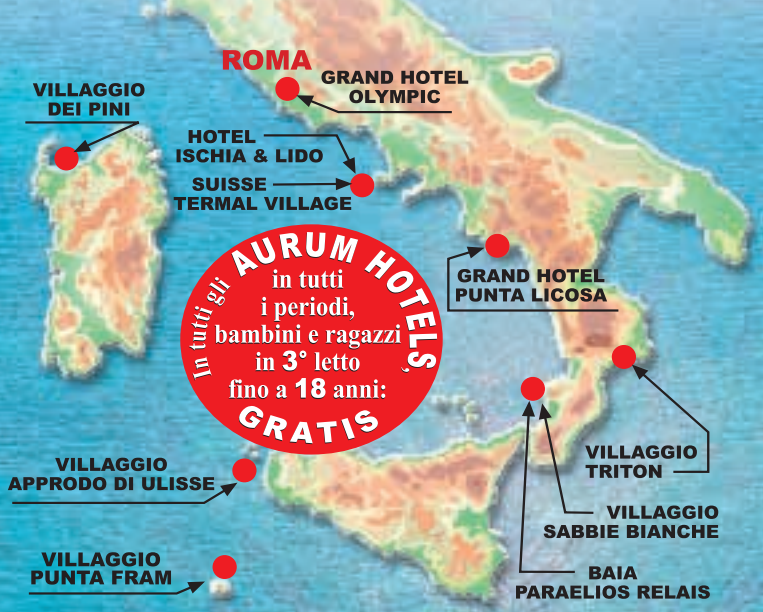 ROMA
GRAND HOTEL
OLYMPIC
VILLAGGIO
DEI PINI
HOTEL
ISCHIA & LIDO
SUISSE
TERMAL VILLAGE
In tutti gli AURUM HOTELS,
in tutti
i periodi,
bambini e ragazzi
in 3° letto
fino a 18 anni:
GRATIS
GRAND HOTEL
PUNTA LICOSA
VILLAGGIO
TRITON
VILLAGGIO
APPRODO DI ULISSE
VILLAGGIO
SABBIE BIANCHE
VILLAGGIO
PUNTA FRAM
BAIA
PARAELIOS RELAIS